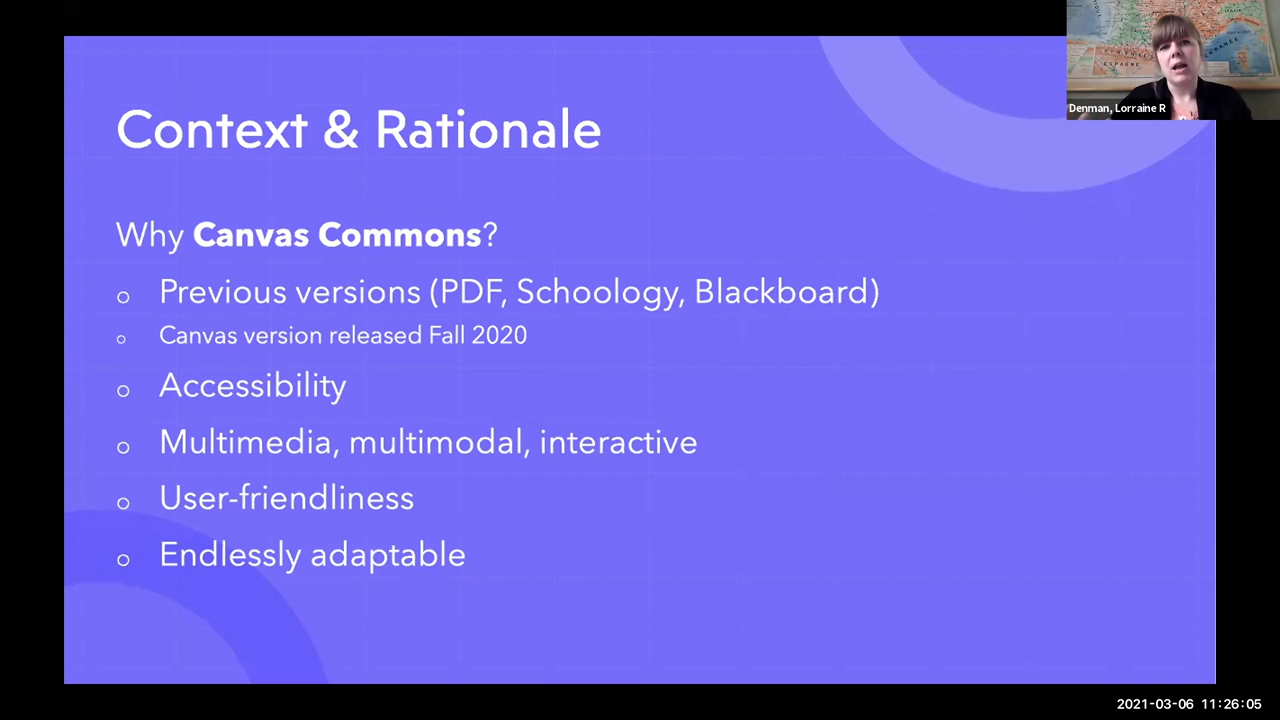 Context & Rationale
Why Canvas Commons?
Previous versions (PDF, Schoology, Blackboard)
Canvas version released Fall 2020
Accessibility
Multimedia, multimodal, interactive
User-friendliness
Endlessly adaptable
ESPAGNE
Denman, Lorraine R
2021-03-06 11:26:05